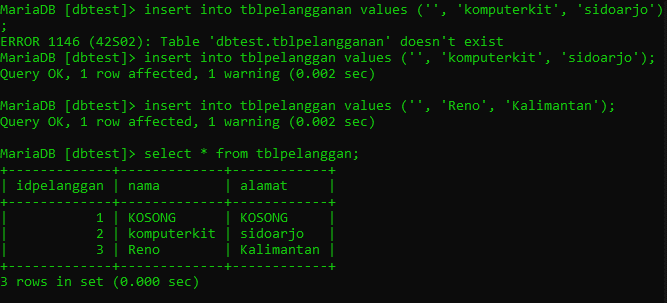 MariaDB [dbtest]> insert into tblpelangganan values ('', 'komputerkit', 'sidoarjo')
;
ERROR 1146 (42S02): Table 'dbtest.tblpelangganan' doesn't exist
MariaDB [dbtest]> insert into tblpelanggan values ('', 'komputerkit', 'sidoarjo');
Query OK, 1 row affected, 1 warning (0.002 sec)

MariaDB [dbtest]> insert into tblpelanggan values ('', 'Reno', 'Kalimantan');
Query OK, 1 row affected, 1 warning (0.002 sec)

MariaDB [dbtest]> select * from tblpelanggan;
+-------------+-------------+------------+
| idpelanggan | nama        | alamat     |
+-------------+-------------+------------+
|           1 | KOSONG      | KOSONG     |
|           2 | komputerkit | sidoarjo   |
|           3 | Reno        | Kalimantan |
+-------------+-------------+------------+
3 rows in set (0.000 sec)